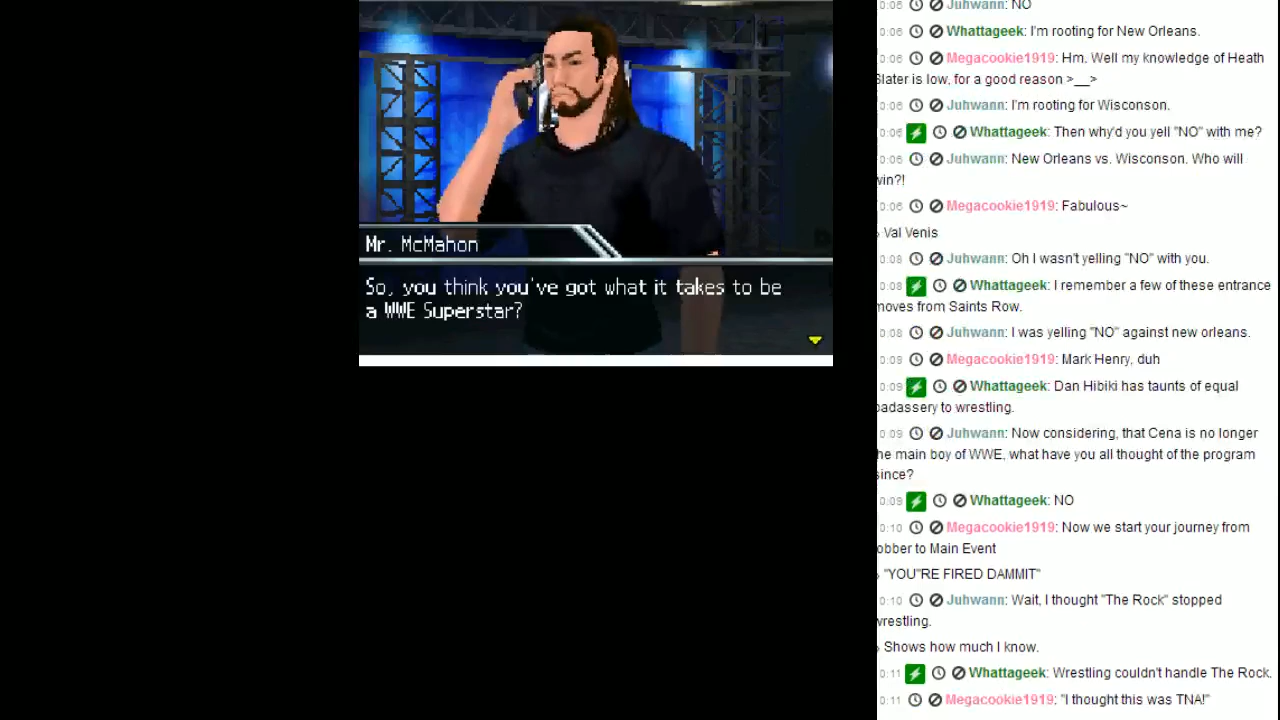 Mr. McMahon
So, you think you've got what it takes to be
a WWE Superstar?
Juhwann: NO
0:06 Whattageek: I'm rooting for New Orleans.
0:06 Megacookie1919: Hm. Well my knowledge of Heath
Slater is low, for a good reason >__>
0:06 Juhwann: I'm rooting for Wisconson.
0:06 Whattageek: Then why'd you yell "NO" with me?
0:06 Juhwann: New Orleans vs. Wisconson. Who will
win?!
0:06 Megacookie1919: Fabulous~
Val Venis
0:08 Juhwann: Oh I wasn't yelling "NO" with you.
0:08 Whattageek: I remember a few of these entrance
moves from Saints Row.
0:08 Juhwann: I was yelling "NO" against new orleans.
0:09 Megacookie1919: Mark Henry, duh
0:09 Whattageek: Dan Hibiki has taunts of equal
badassery to wrestling.
0:09 Juhwann: Now considering, that Cena is no longer
the main boy of WWE, what have you all thought of the program
since?
0:09 Whattageek: NO
0:10 Megacookie1919: Now we start your journey from
obber to Main Event
"YOU"RE FIRED DAMMIT"
0:10 Juhwann: Wait, I thought "The Rock" stopped
wrestling.
Shows how much I know.
0:11 Whattageek: Wrestling couldn't handle The Rock.
0:11 Megacookie1919: "I thought this was TNA!"